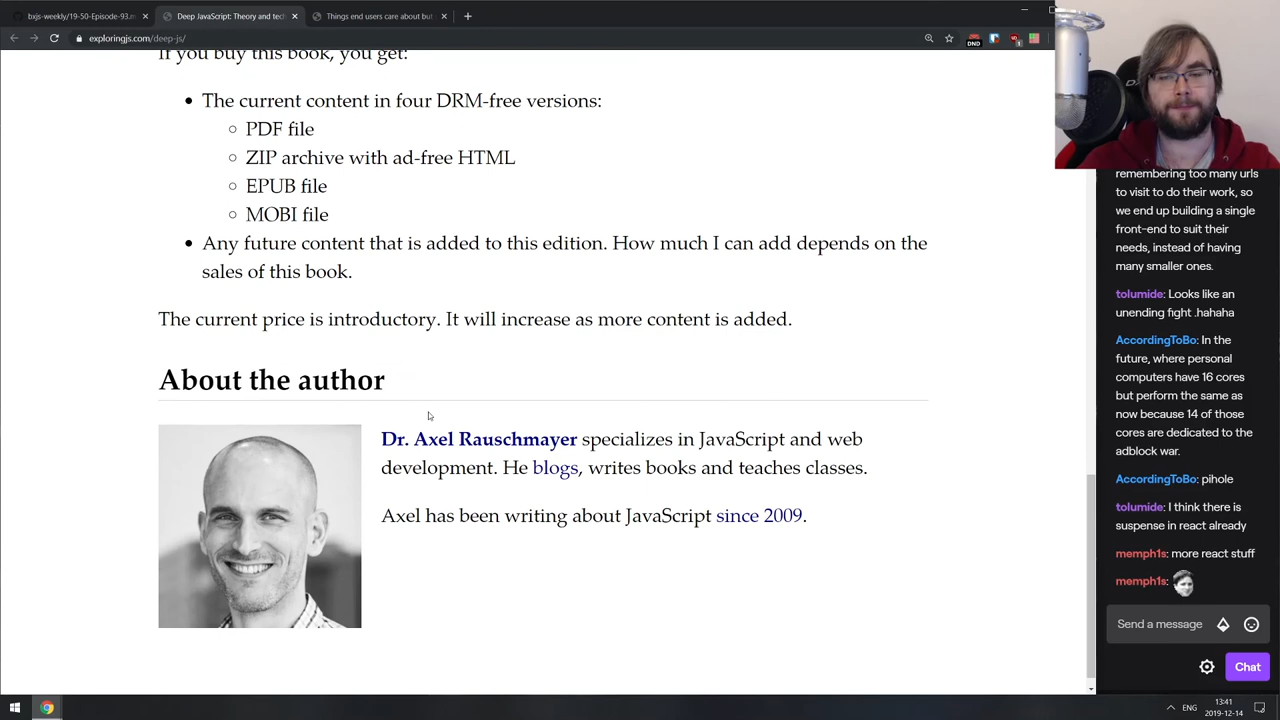 bxjs-weekly/19-50-Episode-93.m
Deep JavaScript: Theory and tech
Things end users care about but
exploringjs.com/deep-js/
DND
If you buy this book, you get:
The current content in four DRM-free versions:
PDF file
ZIP archive with ad-free HTML
EPUB file
MOBI file
Any future content that is added to this edition. How much I can add depends on the
sales of this book.
The current price is introductory. It will increase as more content is added.
About the author
Dr. Axel Rauschmayer specializes in JavaScript and web
development. He blogs, writes books and teaches classes.
Axel has been writing about JavaScript since 2009.
remembering too many urls
to visit to do their work, so
we end up building a single
front-end to suit their
needs, instead of having
many smaller ones.
tolumide: Looks like an
unending fight .hahaha
AccordingToBo: In the
future, where personal
computers have 16 cores
but perform the same as
now because 14 of those
cores are dedicated to the
adblock war.
AccordingToBo: pihole
tolumide: I think there is
suspense in react already
memph1s: more react stuff
memph1s:
Send a message
Chat
ENG
13:41
2019-12-14